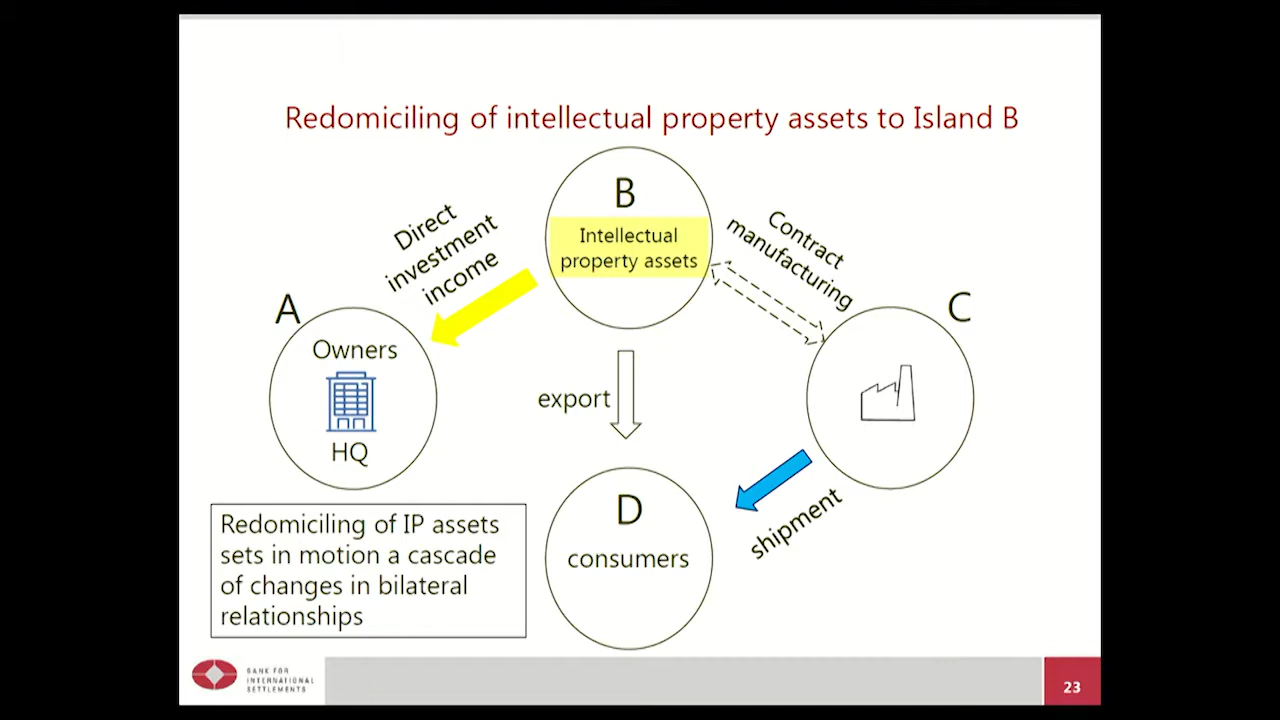 Redomiciling of intellectual property assets to Island B
B
Intellectual
property assets
Direct
investment
income
Contract
manufacturing
A
Owners
HQ
C
export
D
consumers
shipment
Redomiciling of IP assets
sets in motion a cascade
of changes in bilateral
relationships
BANK FOR
INTERNATIONAL
SETTLEMENTS
23